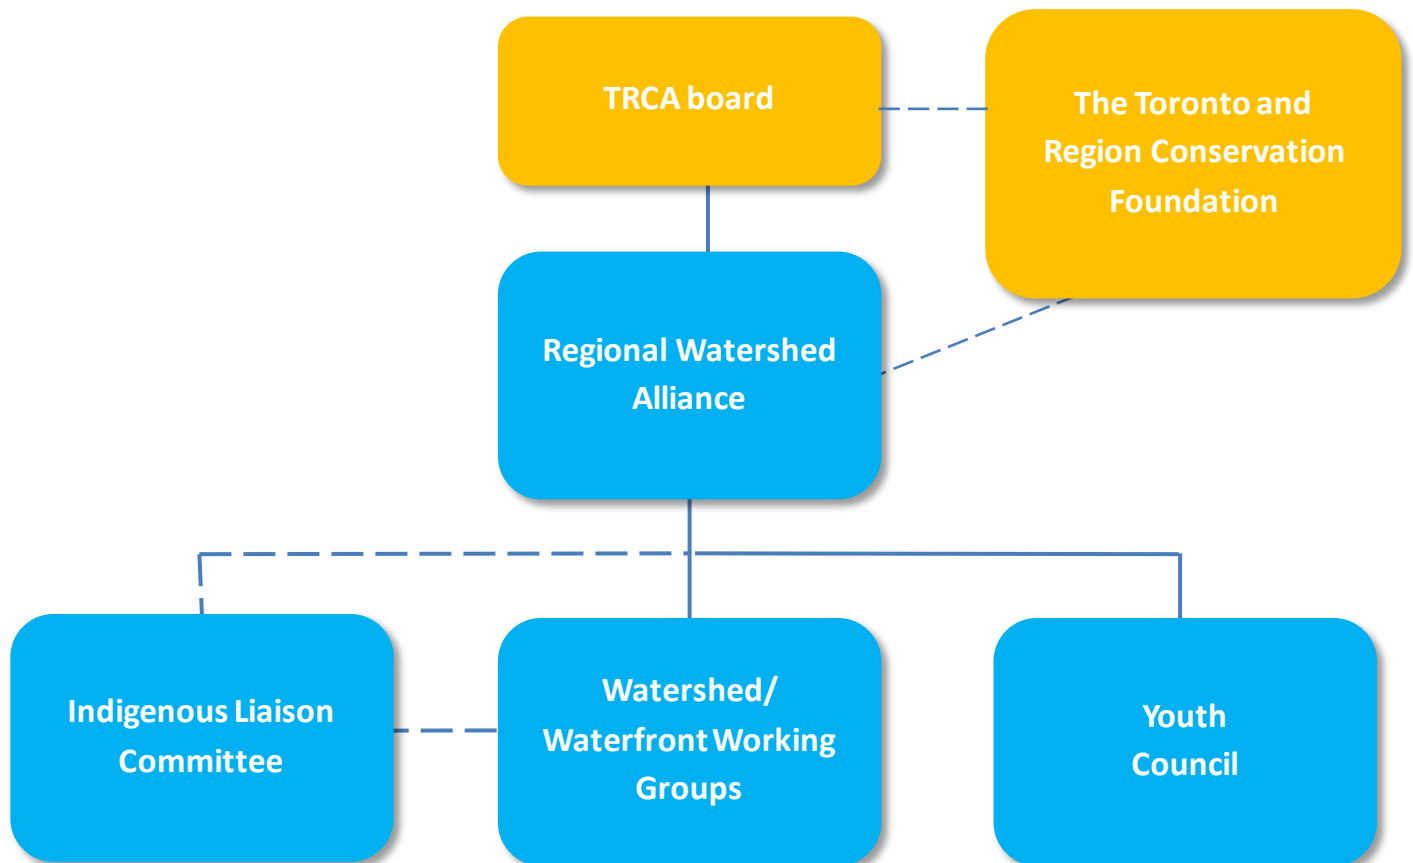 TRCA board
The Toronto and
Region Conservation
Foundation
Regional Watershed
Alliance
Indigenous Liaison
Committee
Watershed/
Waterfront Working
Groups
Youth
Council